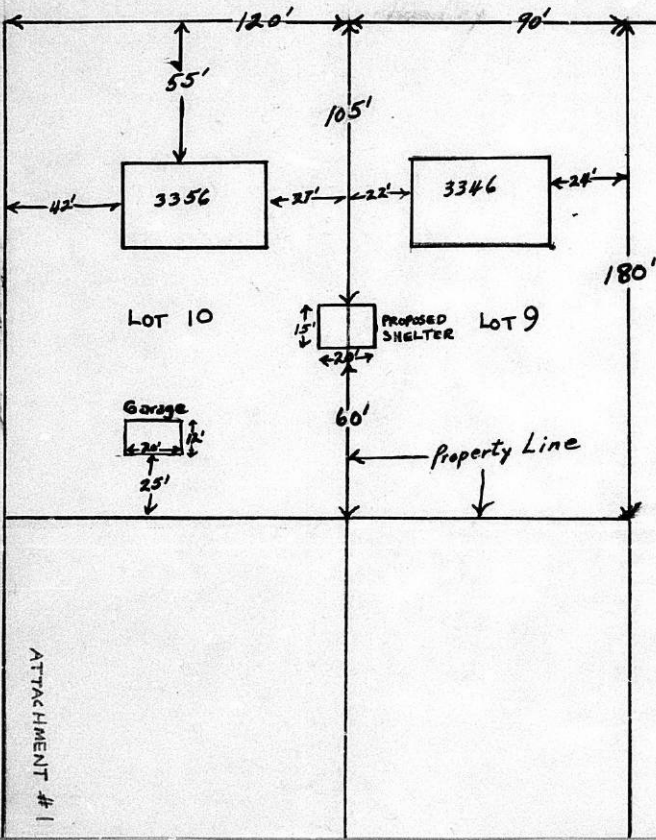 120'
90'
55'
105'
42'
3356
22'
3346
24'
180'
LOT 10
15'
PROPOSED
SHELTER
LOT 9
20'
60'
Garage
12'
20'
25'
Property Line
ATTACHMENT # 1